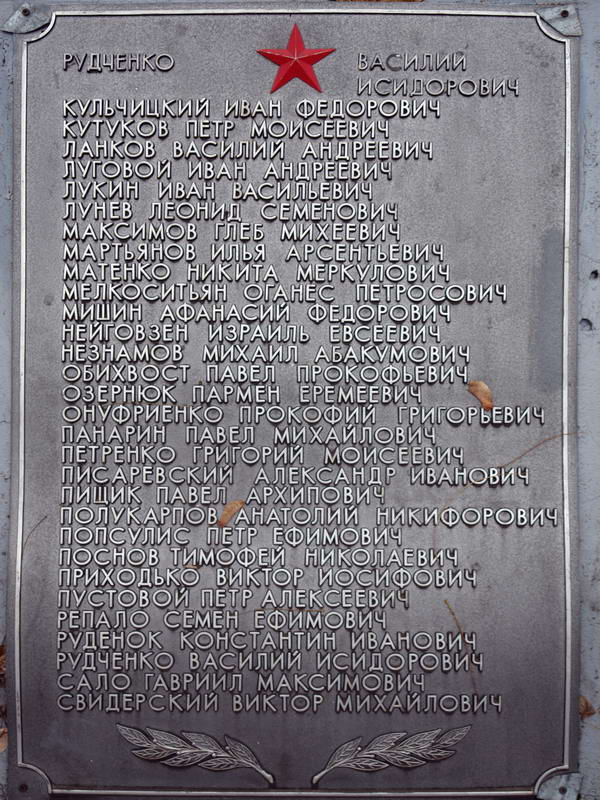 РУДЧЕНКО ВАСИЛИЙ
ИСИДОРОВИЧ
КУЛЬЧИЦКИЙ ИВАН ФЕДОРОВИЧ
КУТУКОВ ПЕТР МОИСЕЕВИЧ
ЛАНКОВ ВАСИЛИЙ АНДРЕЕВИЧ
ЛУГОВОЙ ИВАН АНДРЕЕВИЧ
ЛУКИН ИВАН ВАСИЛЬЕВИЧ
ЛУНЕВ ЛЕОНИД СЕМЕНОВИЧ
МАКСИМОВ ГЛЕБ МИХЕЕВИЧ
МАРТЬЯНОВ ИЛЬЯ АРСЕНТЬЕВИЧ
МАТЕНКО НИКИТА МЕРКУЛОВИЧ
МЕЛКОСИТЬЯН ОГАНЕС ПЕТРОСОВИЧ
МИШИН АФАНАСИЙ ФЕДОРОВИЧ
НЕЙГОВЗЕН ИЗРАИЛЬ ЕВСЕЕВИЧ
НЕЗНАМОВ МИХАИЛ АБАКУМОВИЧ
ОБИХВОСТ ПАВЕЛ ПРОКОФЬЕВИЧ
ОЗЕРНЮК ПАРМЕН ЕРЕМЕЕВИЧ
ОНУФРИЕНКО ПРОКОФИЙ ГРИГОРЬЕВИЧ
ПАНАРИН ПАВЕЛ МИХАЙЛОВИЧ
ПЕТРЕНКО ГРИГОРИЙ МОИСЕЕВИЧ
ПИСАРЕВСКИЙ АЛЕКСАНДР ИВАНОВИЧ
ПИЩИК ПАВЕЛ АРХИПОВИЧ
ПОЛУКАРПОВ АНАТОЛИЙ НИКИФОРОВИЧ
ПОПСУЛИС ПЕТР ЕФИМОВИЧ
ПОСНОВ ТИМОФЕЙ НИКОЛАЕВИЧ
ПРИХОДЬКО ВИКТОР ИОСИФОВИЧ
ПУСТОВОЙ ПЕТР АЛЕКСЕЕВИЧ
РЕПАЛО СЕМЕН ЕФИМОВИЧ
РУДЕНОК КОНСТАНТИН ИВАНОВИЧ
РУДЧЕНКО ВАСИЛИЙ ИСИДОРОВИЧ
САЛО ГАВРИИЛ МАКСИМОВИЧ
СВИДЕРСКИЙ ВИКТОР МИХАЙЛОВИЧ